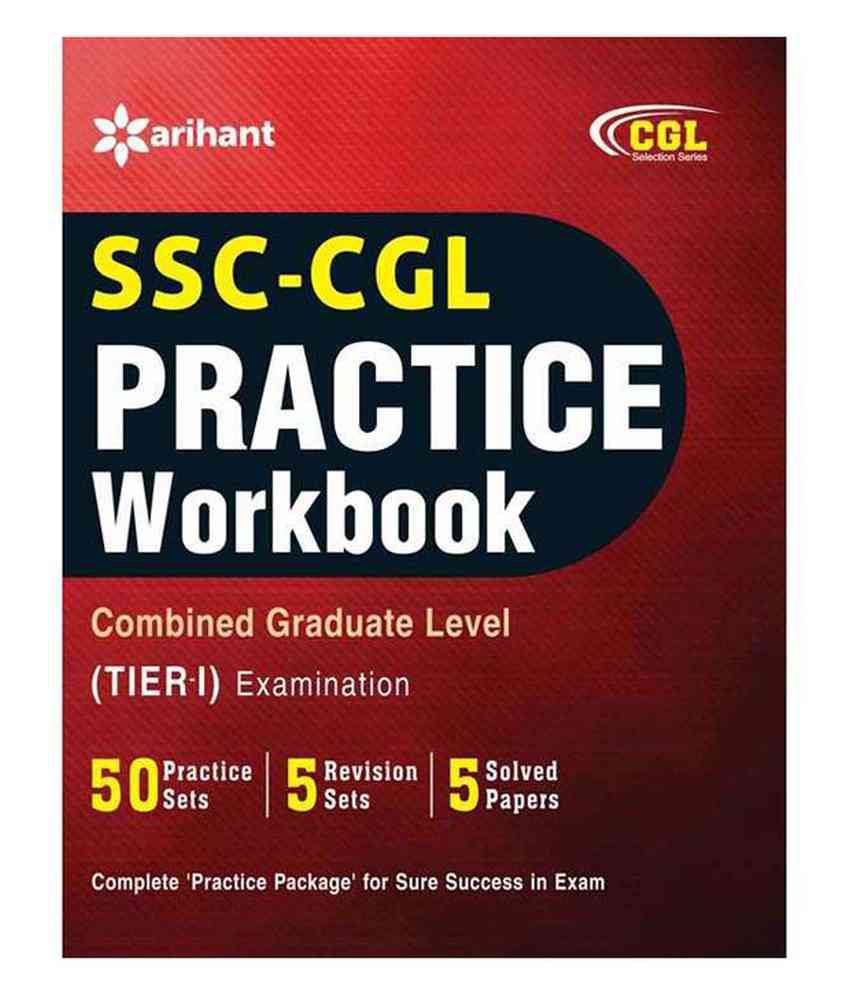 arihant
CGL
Selection Series
SSC-CGL
PRACTICE
Workbook
Combined Graduate Level
(TIER-I) Examination
50 Practice Sets
5 Revision Sets
5 Solved Papers
Complete 'Practice Package' for Sure Success in Exam